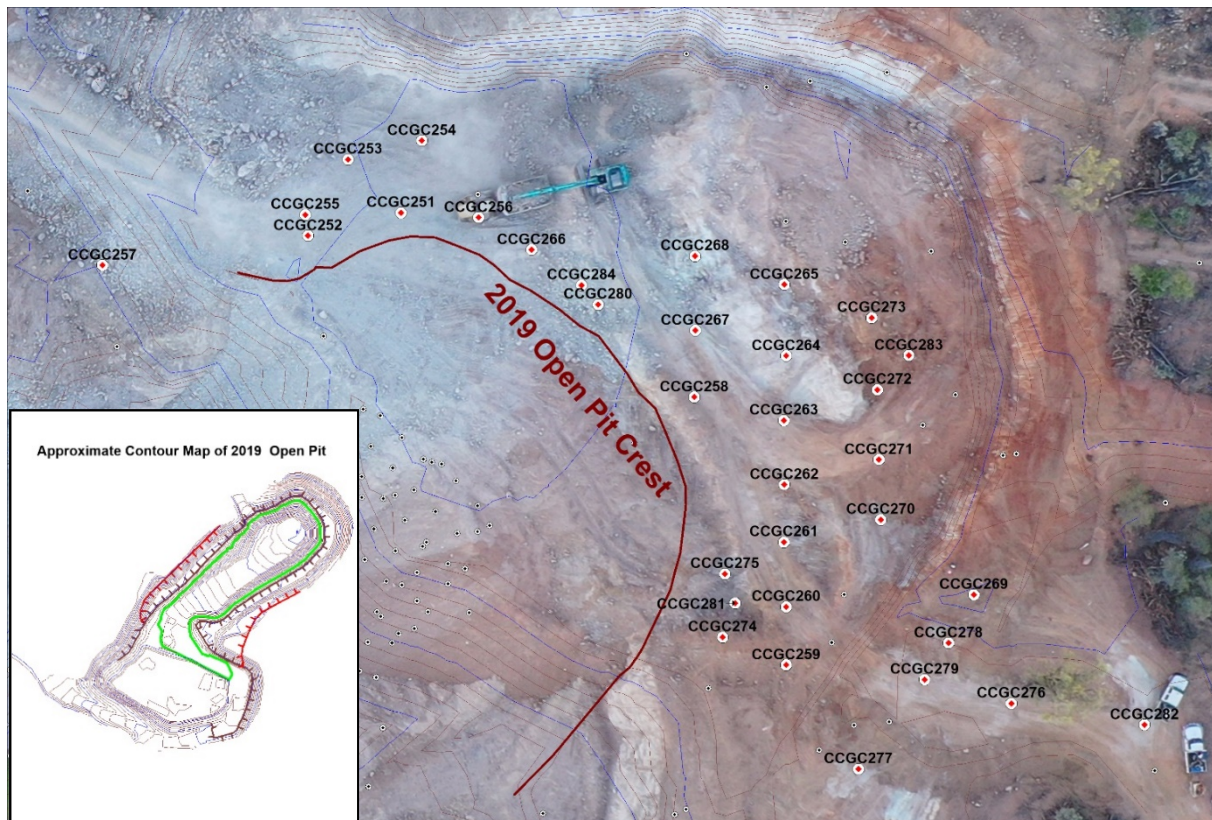 CCGC254
CCGC253
CCGC255
CCGC251
CCGC256
CCGC252
CCGC266
CCGC268
CCGC257
CCGC284
CCGC265
CCGC280
CCGC273
CCGC267
CCGC264
CCGC283
CCGC272
CCGC258
CCGC263
2019 Open Pit Crest
CCGC271
CCGC262
CCGC270
CCGC261
CCGC275
CCGC269
CCGC281
CCGC260
CCGC274
CCGC278
CCGC259
CCGC279
CCGC276
CCGC282
CCGC277
Approximate Contour Map of 2019 Open Pit